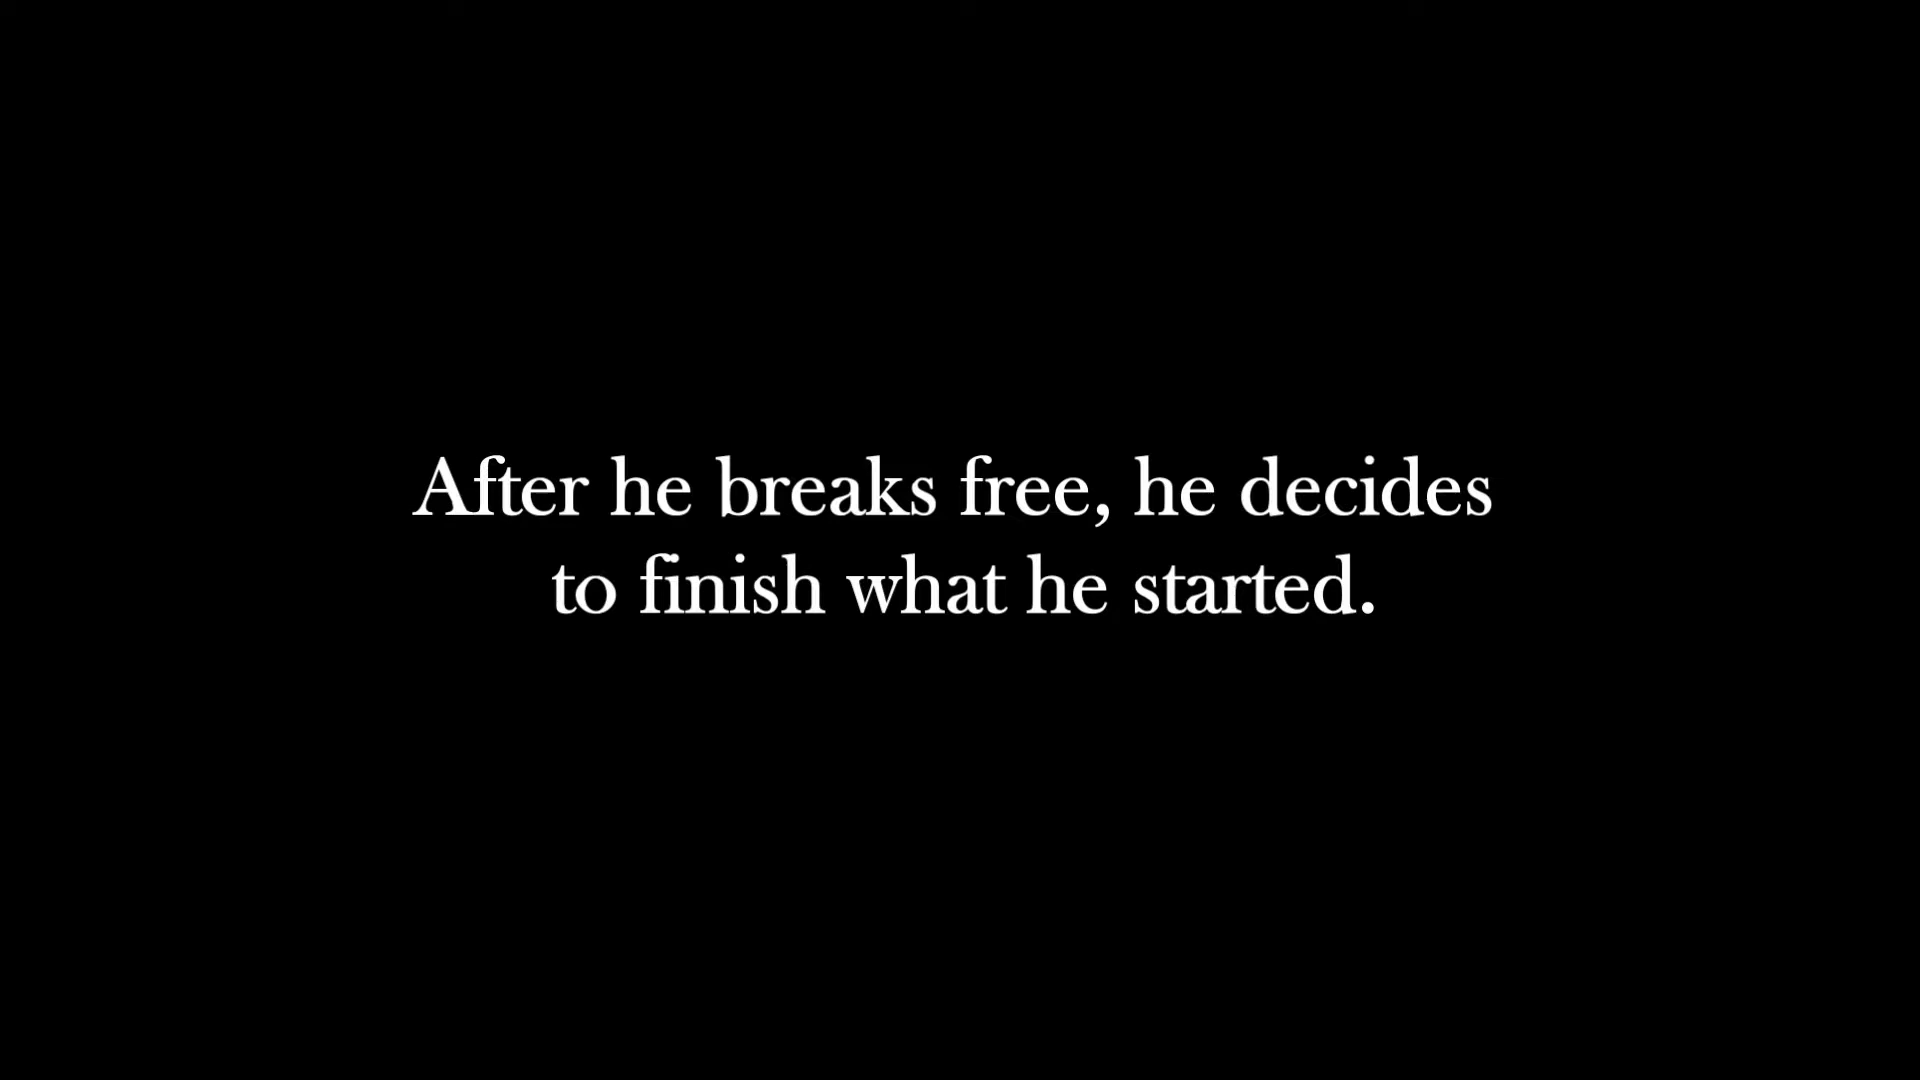 After he breaks free, he decides
to finish what he started.